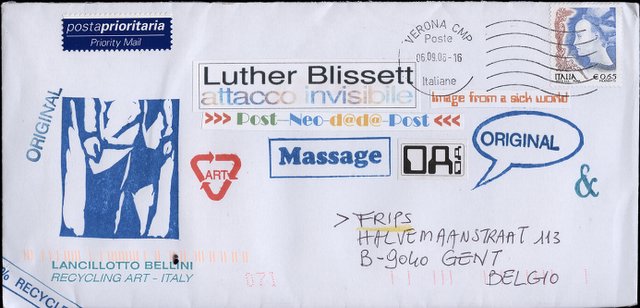 postaprioritaria
Priority Mail
VERONA CMP
Poste
06.09.06-16
Italiane
ITALIA € 0,65
Luther Blissett
attacco invisibile
Image from a sick world
>>> Post-Neo-d@d@-Post <<<
ORIGINAL
Massage
ORIGINAL
ART
&
> FRIPS
HALVEMAANSTRAAT 113
B-9040 GENT
BELGIO
LANCILLOTTO BELLINI
RECYCLING ART - ITALY
071
% RECYC